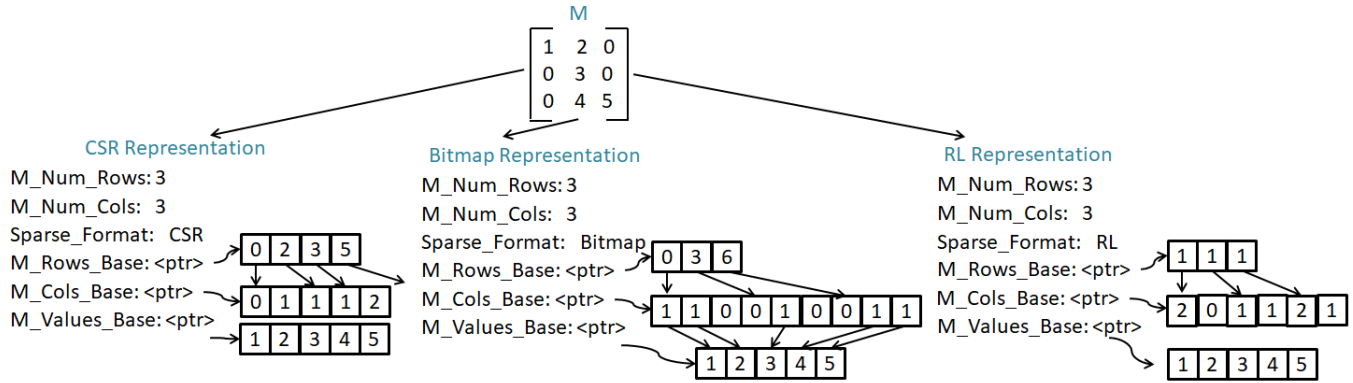 M
1 2 0
0 3 0
0 4 5
CSR Representation
M_Num_Rows: 3
M_Num_Cols: 3
Sparse_Format: CSR
M_Rows_Base: <ptr>
0 2 3 5
M_Cols_Base: <ptr>
0 1 1 1 2
M_Values_Base: <ptr>
1 2 3 4 5
Bitmap Representation
M_Num_Rows: 3
M_Num_Cols: 3
Sparse_Format: Bitmap
M_Rows_Base: <ptr>
0 3 6
M_Cols_Base: <ptr>
1 1 0 0 1 0 0 1 1
M_Values_Base: <ptr>
1 2 3 4 5
RL Representation
M_Num_Rows: 3
M_Num_Cols: 3
Sparse_Format: RL
M_Rows_Base: <ptr>
1 1 1
M_Cols_Base: <ptr>
2 0 1 1 2 1
M_Values_Base: <ptr>
1 2 3 4 5